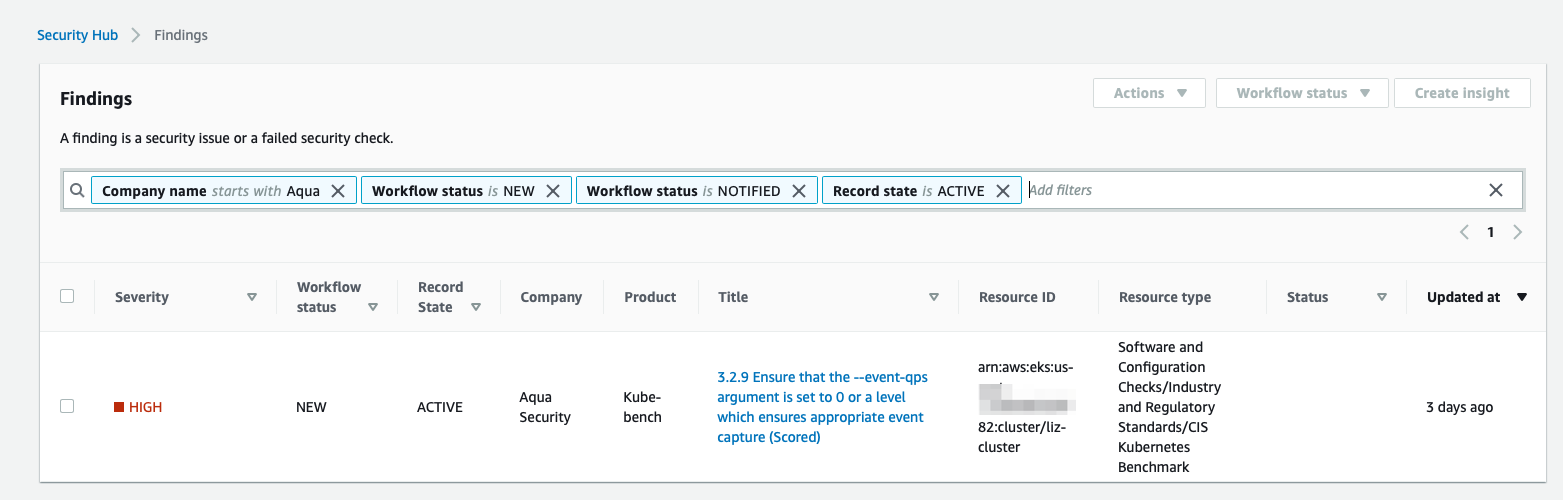 Security Hub > Findings
Findings
Actions
Workflow status
Create insight
A finding is a security issue or a failed security check.
Company name starts with Aqua
Workflow status is NEW
Workflow status is NOTIFIED
Record state is ACTIVE
Add filters
1
Severity
Workflow
status
Record
State
Company
Product
Title
Resource ID
Resource type
Status
Updated at
HIGH
NEW
ACTIVE
Aqua
Security
Kube-
bench
3.2.9 Ensure that the --event-qps
argument is set to 0 or a level
which ensures appropriate event
capture (Scored)
arn:aws:eks:us-
82:cluster/liz-
cluster
Software and
Configuration
Checks/Industry
and Regulatory
Standards/CIS
Kubernetes
Benchmark
3 days ago